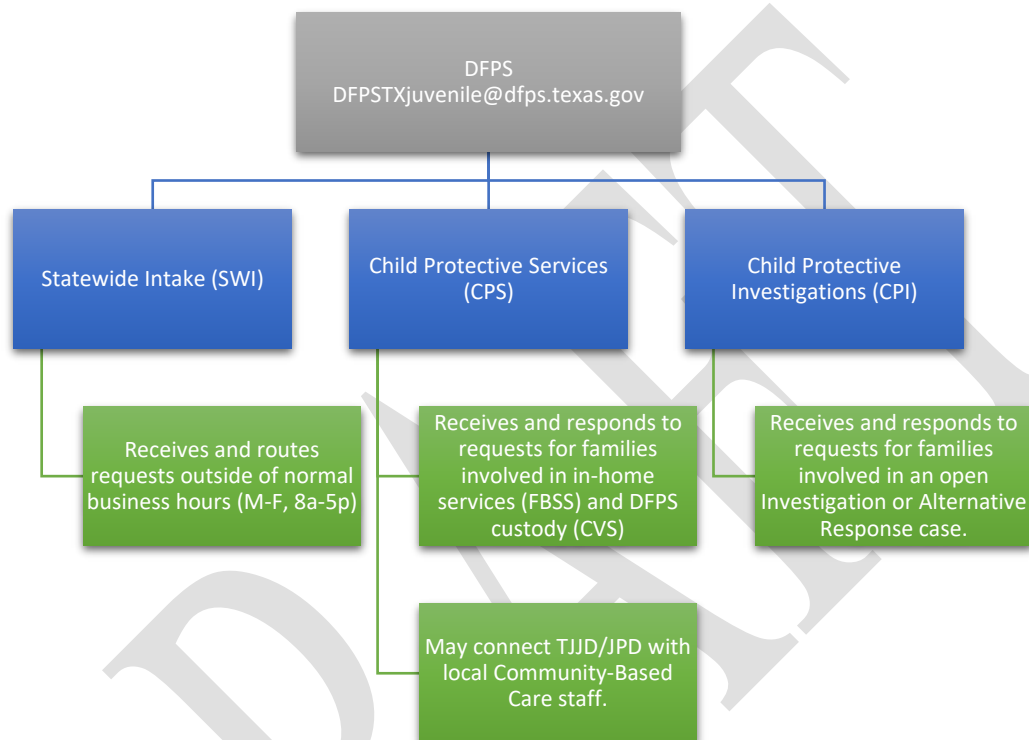 DFPS
DFPSTXjuvenile@dfps.texas.gov
Statewide Intake (SWI)
Child Protective Services
(CPS)
Child Protective
Investigations (CPI)
Receives and routes
requests outside of normal
business hours (M-F, 8a-5p)
Receives and responds to
requests for families
involved in in-home
services (FBSS) and DFPS
custody (CVS)
Receives and responds to
requests for families
involved in an open
Investigation or Alternative
Response case.
May connect TJJD/JPD with
local Community-Based
Care staff.
DRAFT